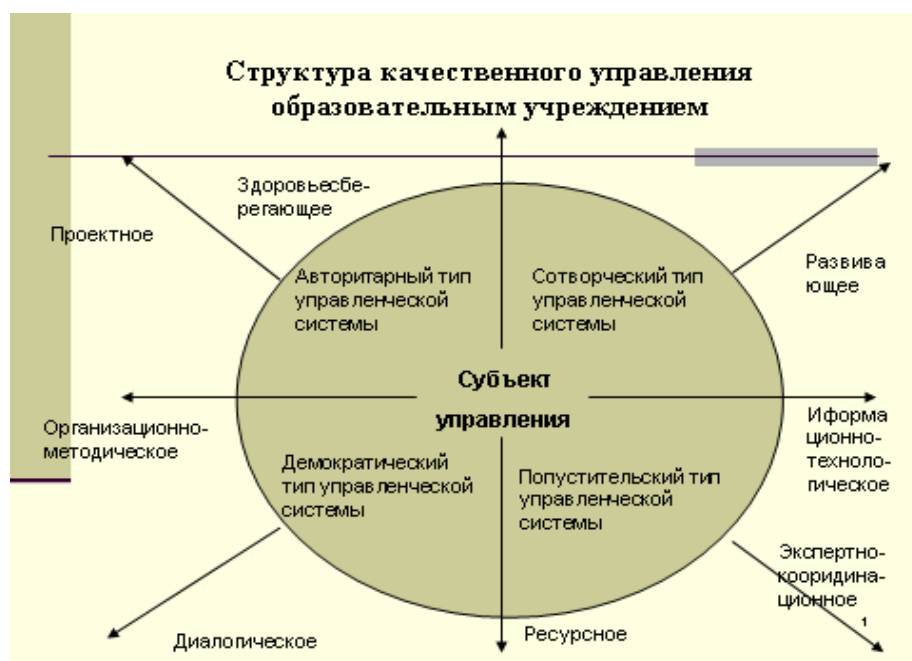 Структура качественного управления
образовательным учреждением
Здоровьесбе-
регающее
Проектное
Развива
ющее
Авторитарный тип
управленческой
системы
Сотворческий тип
управленческой
системы
Субъект
управления
Организационно-
методическое
Иформа
ционно-
техноло-
гическое
Демократический
тип управленческой
системы
Попустительский тип
управленческой
системы
Экспертно-
кооридина-
ционное
1
Диалогическое
Ресурсное